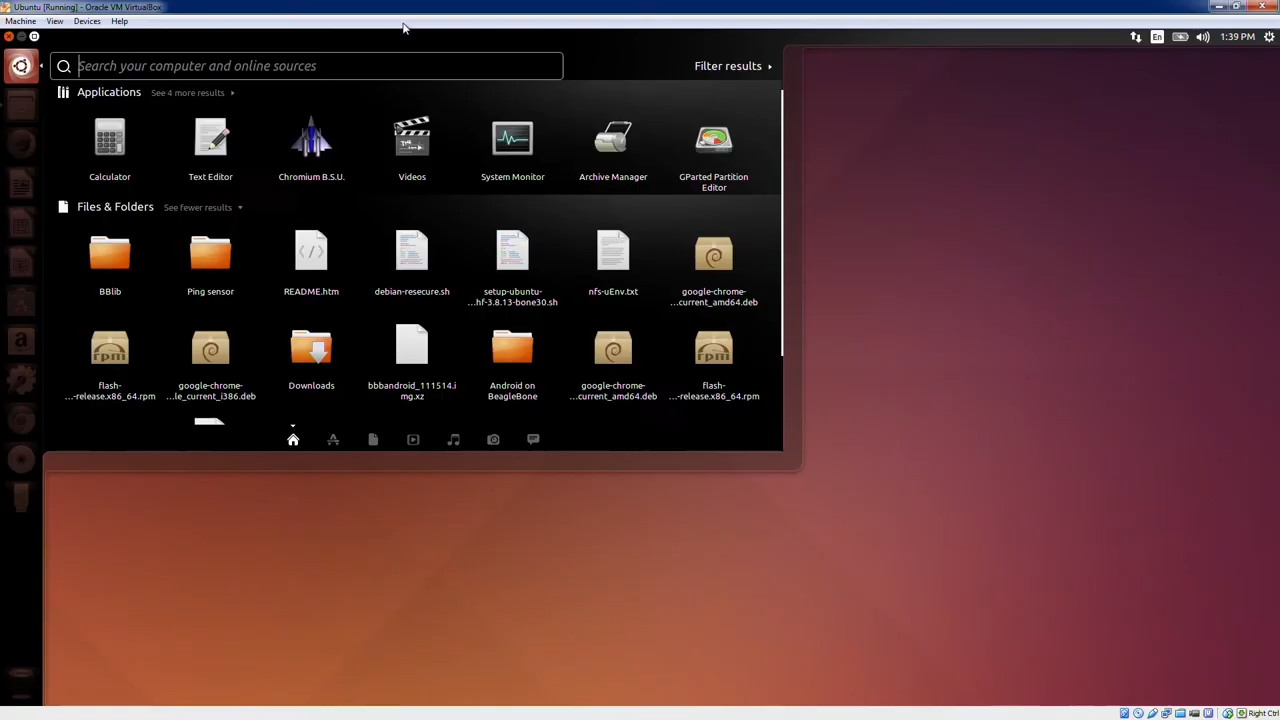 Ubuntu [Running] - Oracle VM VirtualBox
Machine View Devices Help
En 1:39 PM
Search your computer and online sources
Filter results
Applications See 4 more results
Calculator
Text Editor
Chromium B.S.U.
Videos
System Monitor
Archive Manager
GParted Partition
Editor
Files & Folders See fewer results
BBlib
Ping sensor
README.htm
debian-resecure.sh
setup-ubuntu-
...hf-3.8.13-bone30.sh
nfs-uEnv.txt
google-chrome-
...current_amd64.deb
flash-
...-release.x86_64.rpm
google-chrome-
...le_current_i386.deb
Downloads
bbbandroid_111514.i
mg.xz
Android on
BeagleBone
google-chrome-
...current_amd64.deb
flash-
...-release.x86_64.rpm
rpm
rpm
Right Ctrl